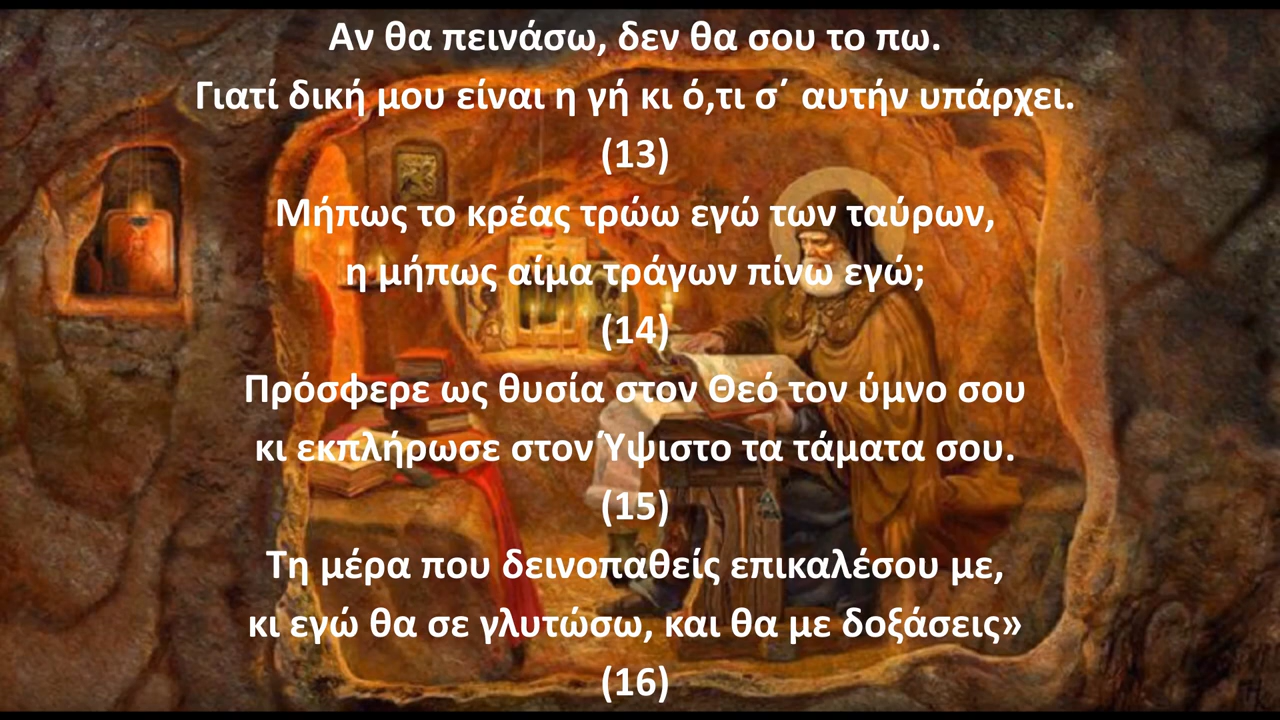 Αν θα πεινάσω, δεν θα σου το πω.
Γιατί δική μου είναι η γή κι ό,τι σ΄ αυτήν υπάρχει.
(13)
Μήπως το κρέας τρώω εγώ των ταύρων,
η μήπως αίμα τράγων πίνω εγώ;
(14)
Πρόσφερε ως θυσία στον Θεό τον ύμνο σου
κι εκπλήρωσε στον Ύψιστο τα τάματα σου.
(15)
Τη μέρα που δεινοπαθείς επικαλέσου με,
κι εγώ θα σε γλυτώσω, και θα με δοξάσεις»
(16)